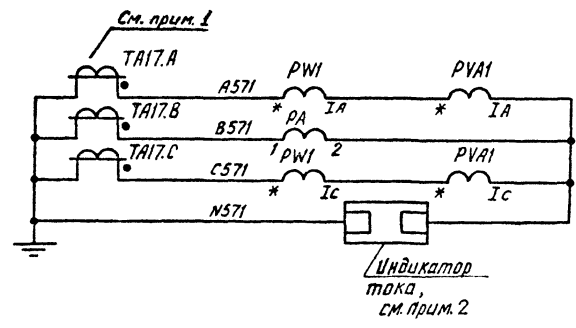 См. прим. 1
TA17.A
A571
PW1
* IA
PVA1
* IA
TA17.B
B571
PA
1 2
TA17.C
C571
PW1
* Ic
PVA1
* Ic
N571
Индикатор
тока,
см. прим. 2